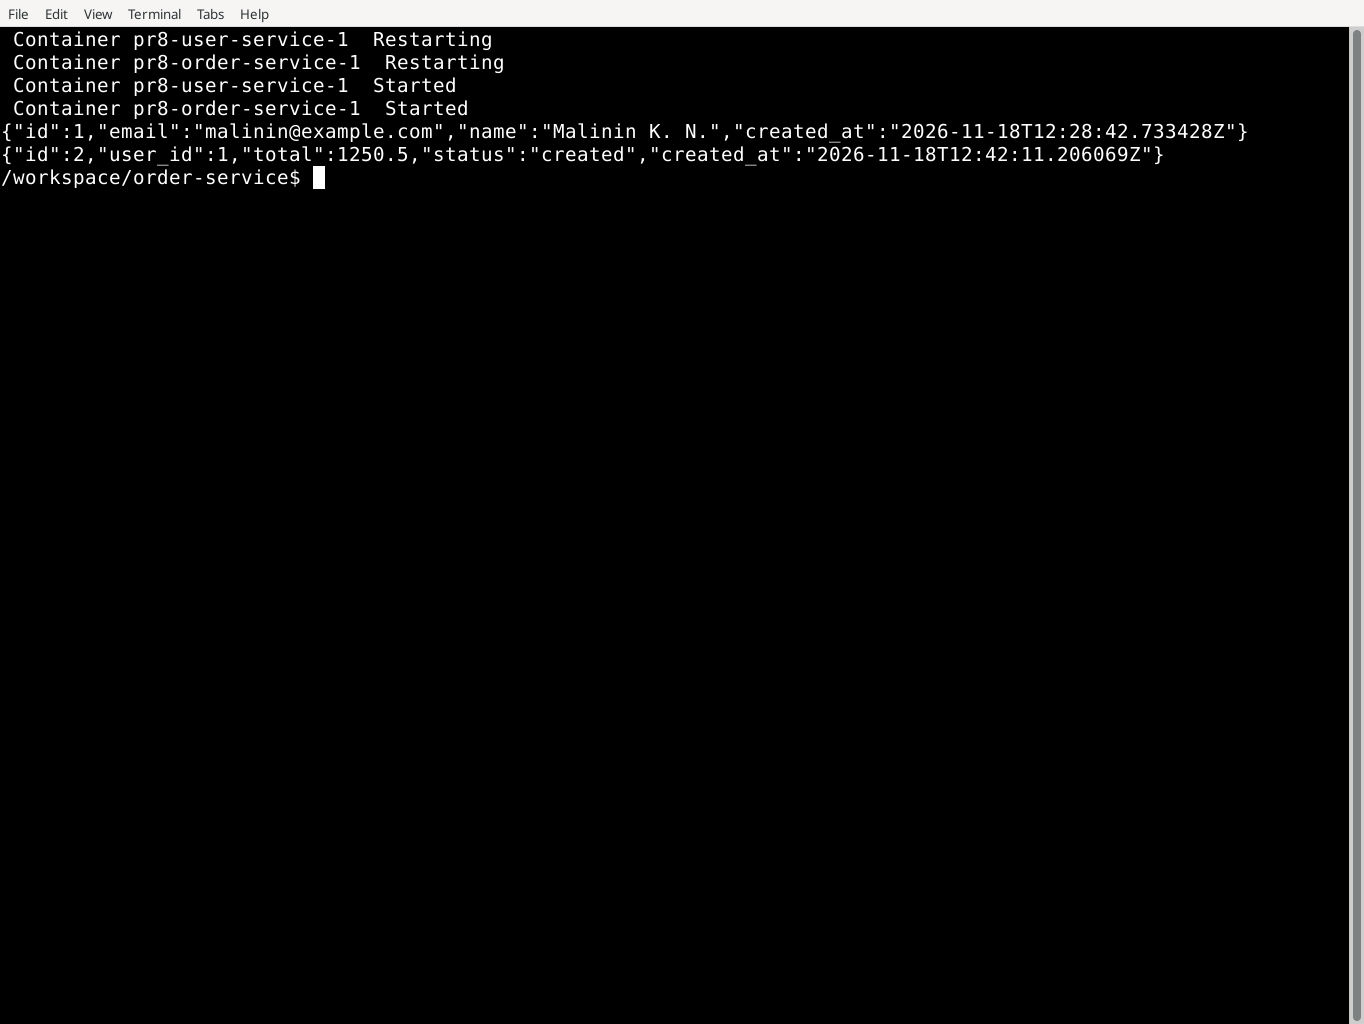 File Edit View Terminal Tabs Help
Container pr8-user-service-1  Restarting
Container pr8-order-service-1  Restarting
Container pr8-user-service-1  Started
Container pr8-order-service-1  Started
{"id":1,"email":"malinin@example.com","name":"Malinin K. N.","created_at":"2026-11-18T12:28:42.733428Z"}
{"id":2,"user_id":1,"total":1250.5,"status":"created","created_at":"2026-11-18T12:42:11.206069Z"}
/workspace/order-service$